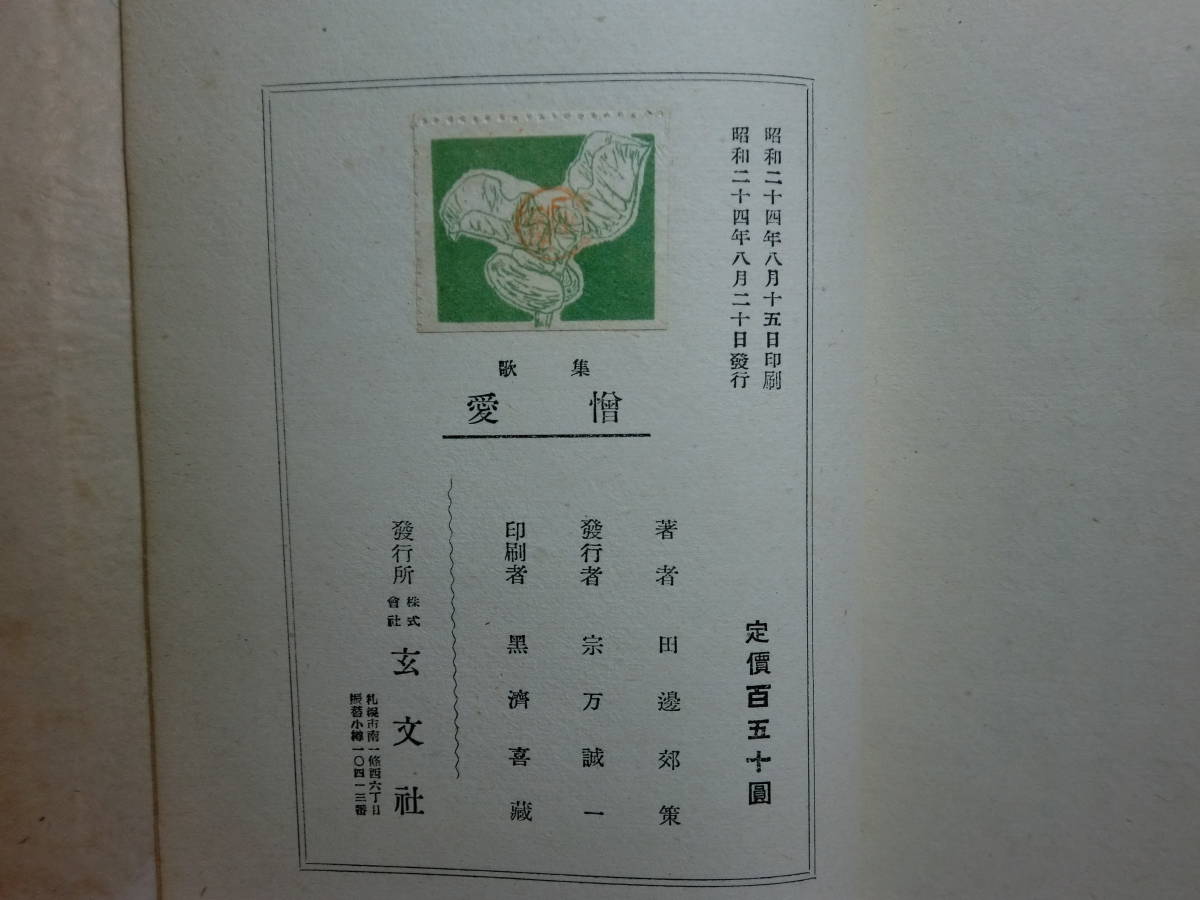 昭和二十四年八月十五日印刷
昭和二十四年八月二十日發行
歌集
愛憎
定價百五十圓
著者 田邊郊策
發行者 宗万誠一
印刷者 黑濟喜藏
發行所 株式會社 玄文社
札幌市南一條西六丁目
振替小樽一〇四一三番